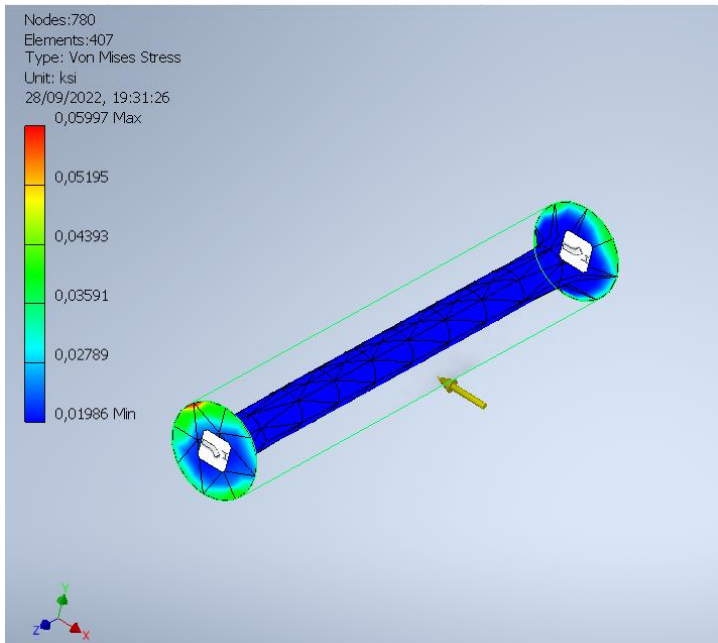 Nodes:780
Elements:407
Type: Von Mises Stress
Unit: ksi
28/09/2022, 19:31:26
0,05997 Max
0,05195
0,04393
0,03591
0,02789
0,01986 Min
Y
Z
X